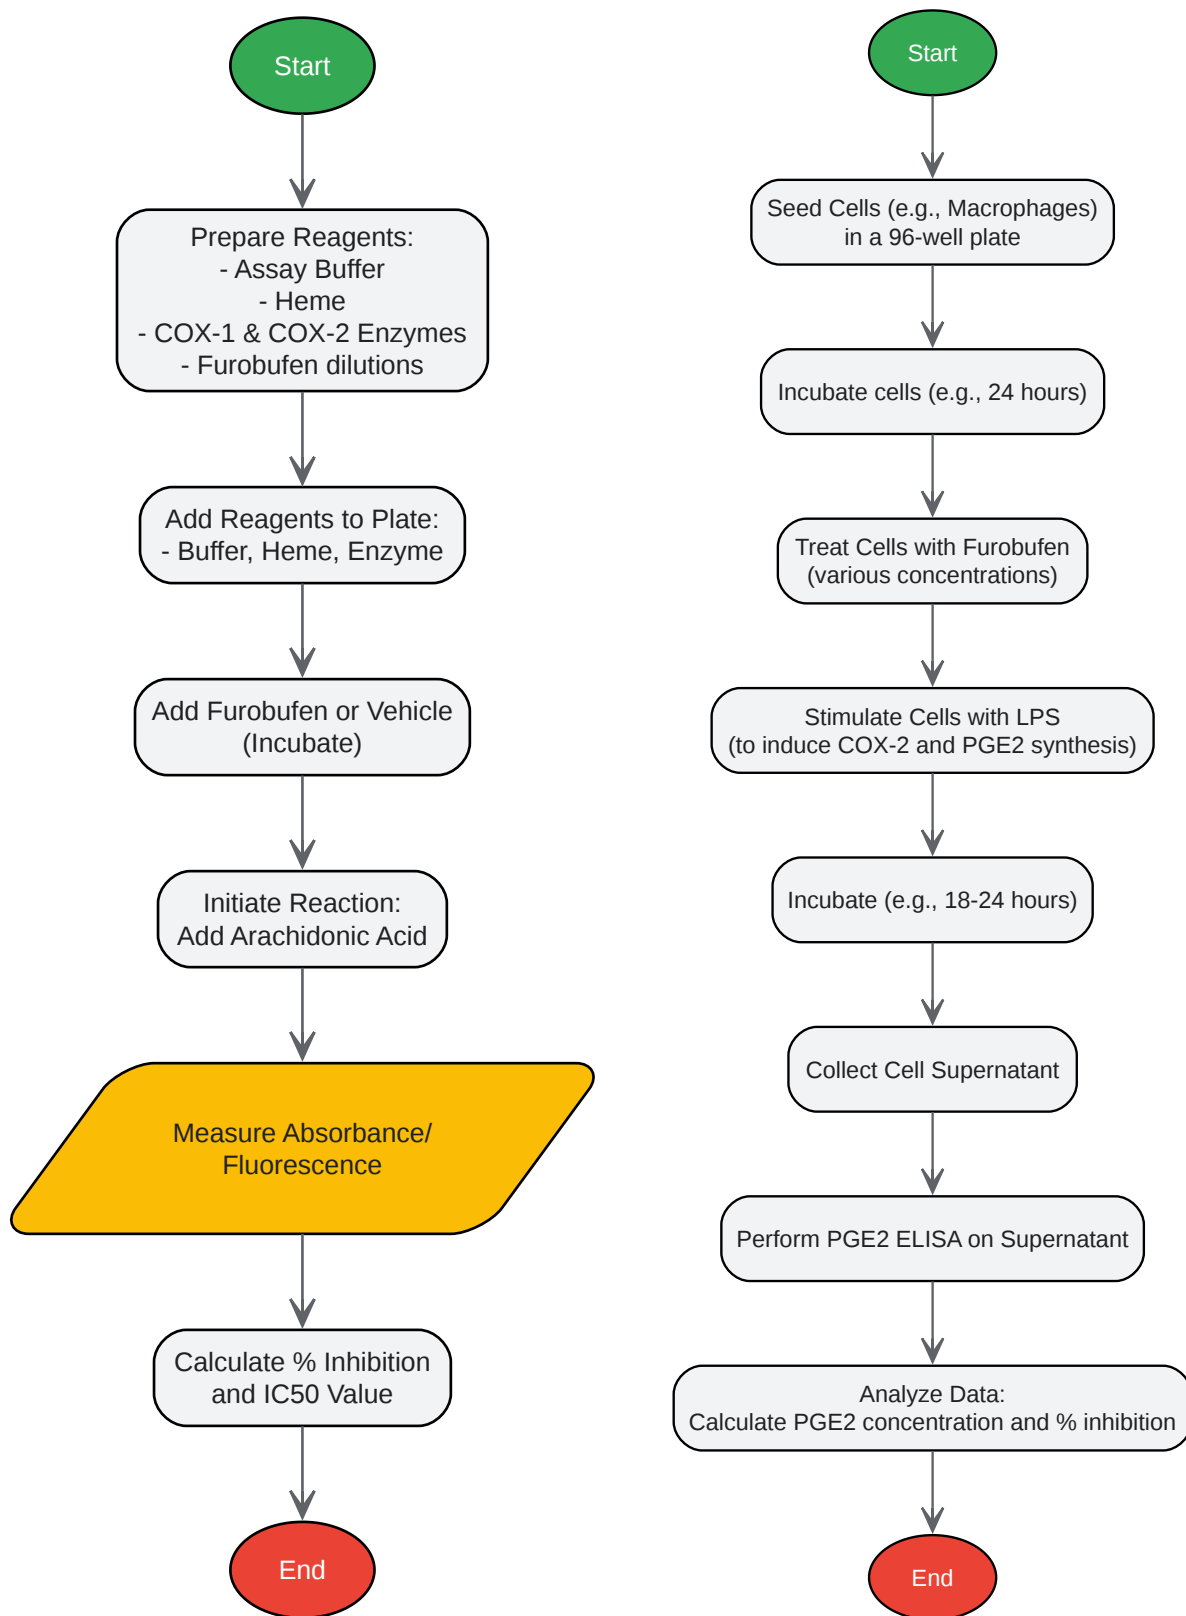 Start
Prepare Reagents:
- Assay Buffer
- Heme
- COX-1 & COX-2 Enzymes
- Furobufen dilutions
Add Reagents to Plate:
- Buffer, Heme, Enzyme
Add Furobufen or Vehicle
(Incubate)
Initiate Reaction:
Add Arachidonic Acid
Measure Absorbance/
Fluorescence
Calculate % Inhibition
and IC50 Value
End
Start
Seed Cells (e.g., Macrophages)
in a 96-well plate
Incubate cells (e.g., 24 hours)
Treat Cells with Furobufen
(various concentrations)
Stimulate Cells with LPS
(to induce COX-2 and PGE2 synthesis)
Incubate (e.g., 18-24 hours)
Collect Cell Supernatant
Perform PGE2 ELISA on Supernatant
Analyze Data:
Calculate PGE2 concentration and % inhibition
End